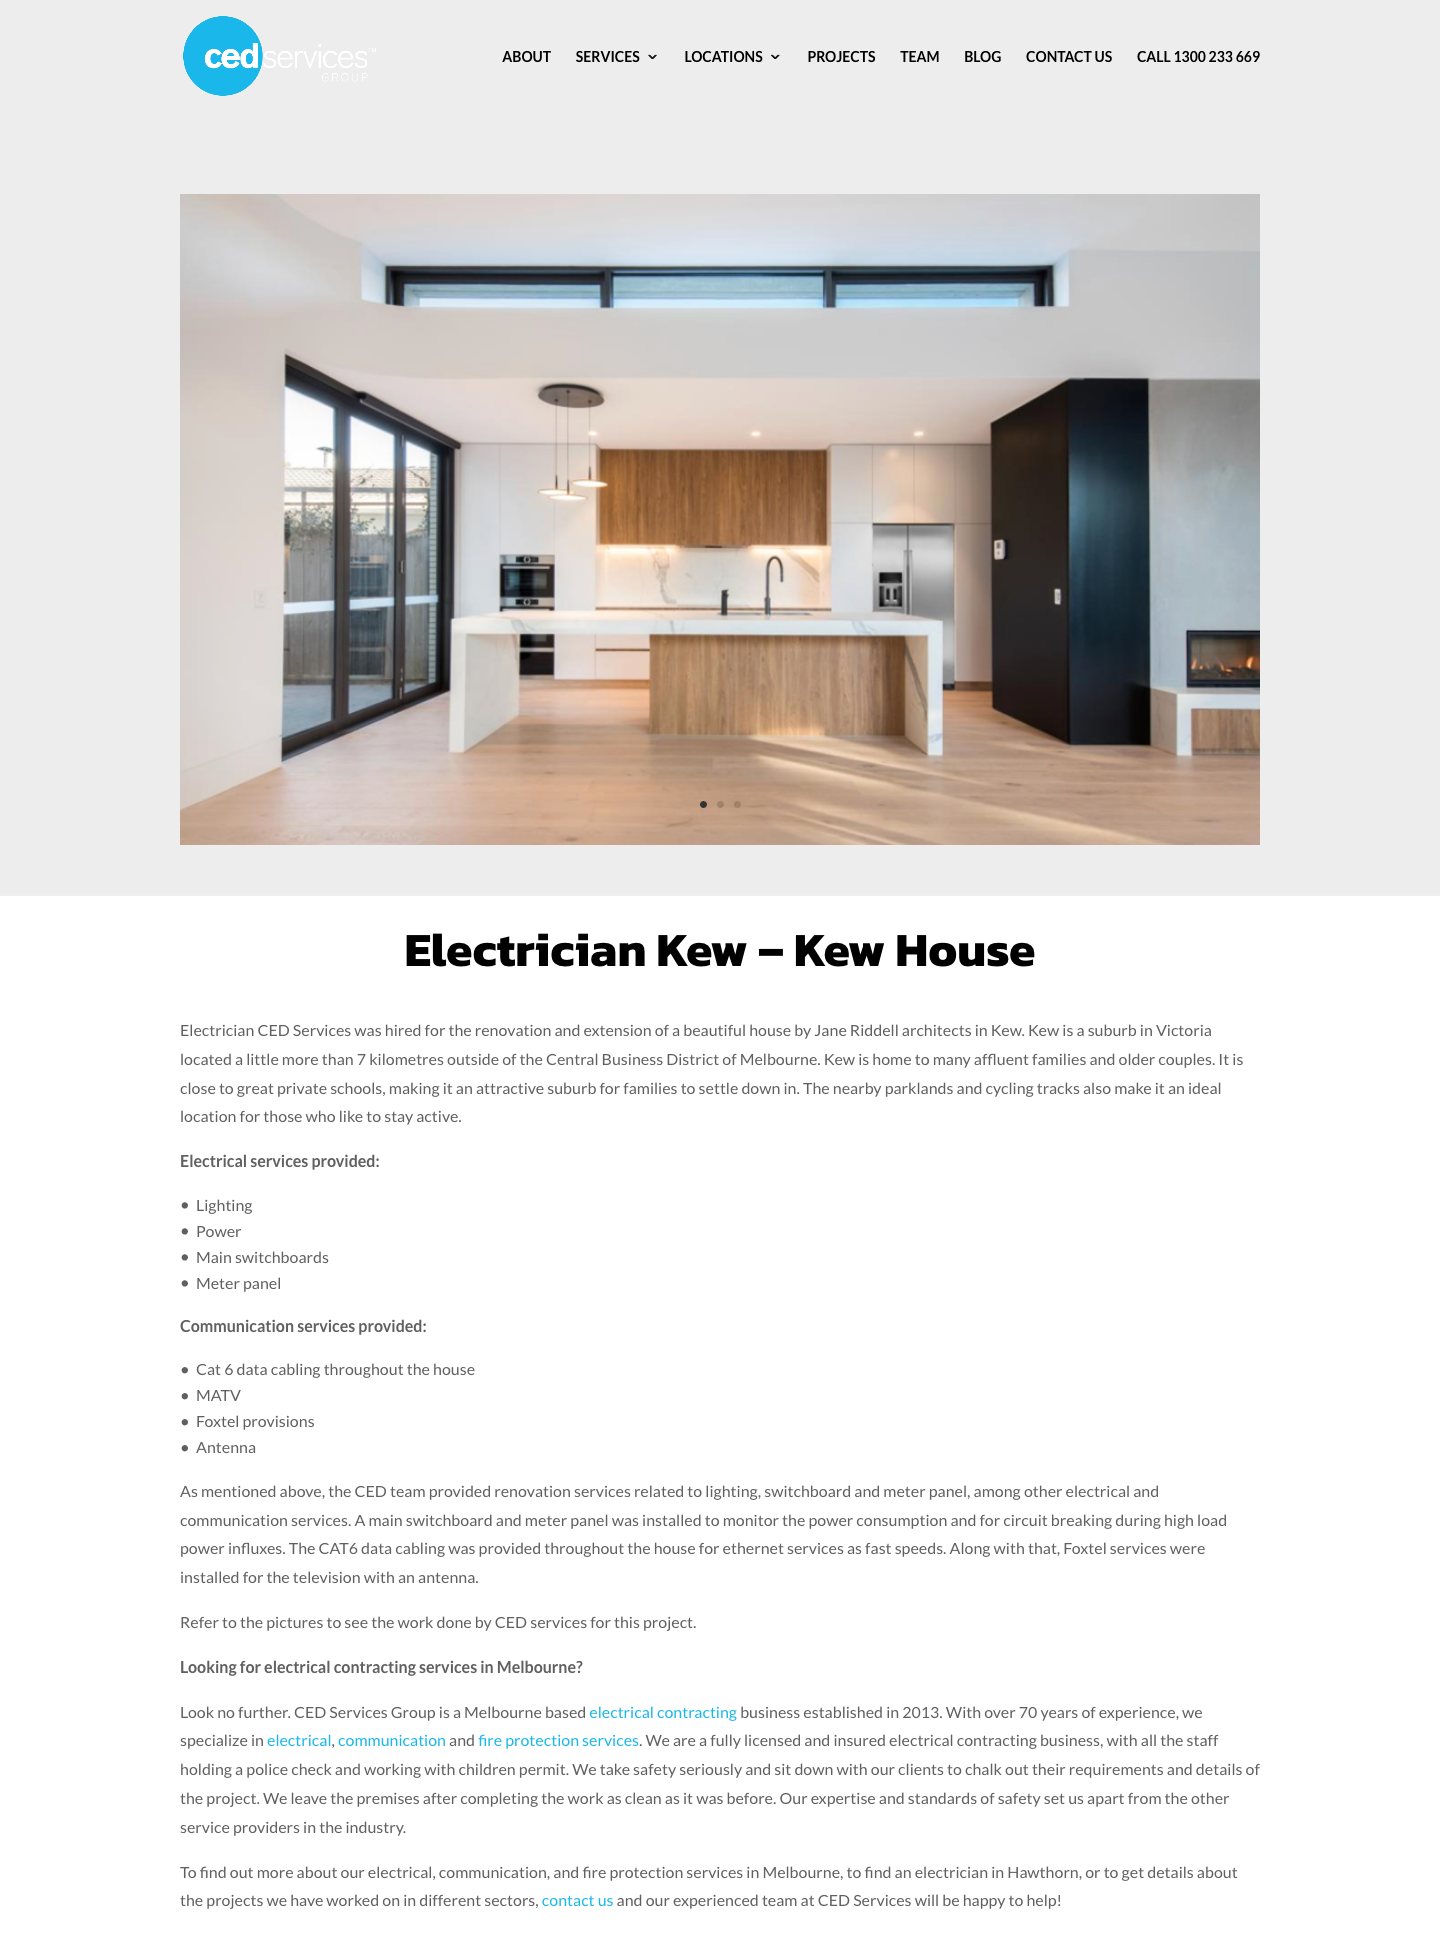 cedservices™
GROUP
ABOUT SERVICES LOCATIONS PROJECTS TEAM BLOG CONTACT US CALL 1300 233 669
Electrician Kew – Kew House
Electrician CED Services was hired for the renovation and extension of a beautiful house by Jane Riddell architects in Kew. Kew is a suburb in Victoria
located a little more than 7 kilometres outside of the Central Business District of Melbourne. Kew is home to many affluent families and older couples. It is
close to great private schools, making it an attractive suburb for families to settle down in. The nearby parklands and cycling tracks also make it an ideal
location for those who like to stay active.
Electrical services provided:
• Lighting
• Power
• Main switchboards
• Meter panel
Communication services provided:
• Cat 6 data cabling throughout the house
• MATV
• Foxtel provisions
• Antenna
As mentioned above, the CED team provided renovation services related to lighting, switchboard and meter panel, among other electrical and
communication services. A main switchboard and meter panel was installed to monitor the power consumption and for circuit breaking during high load
power influxes. The CAT6 data cabling was provided throughout the house for ethernet services as fast speeds. Along with that, Foxtel services were
installed for the television with an antenna.
Refer to the pictures to see the work done by CED services for this project.
Looking for electrical contracting services in Melbourne?
Look no further. CED Services Group is a Melbourne based electrical contracting business established in 2013. With over 70 years of experience, we
specialize in electrical, communication and fire protection services. We are a fully licensed and insured electrical contracting business, with all the staff
holding a police check and working with children permit. We take safety seriously and sit down with our clients to chalk out their requirements and details of
the project. We leave the premises after completing the work as clean as it was before. Our expertise and standards of safety set us apart from the other
service providers in the industry.
To find out more about our electrical, communication, and fire protection services in Melbourne, to find an electrician in Hawthorn, or to get details about
the projects we have worked on in different sectors, contact us and our experienced team at CED Services will be happy to help!